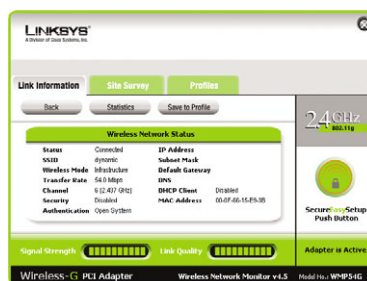 LINKSYS®
A Division of Cisco Systems, Inc.
Link Information Site Survey Profiles
Back Statistics Save to Profile
2.4GHz
802.11g
Wireless Network Status
Status Connected IP Address
SSID dynamic Subnet Mask
Wireless Mode Infrastructure Default Gateway
Transfer Rate 54.0 Mbps DNS
Channel 6 (2.437 GHz) DHCP Client Disabled
Security Disabled MAC Address 00-0F-66-15-E9-3B
Authentication Open System
SecureEasySetup
Push Button
Signal Strength Link Quality Adapter is Active
Wireless-G PCI Adapter Wireless Network Monitor v4.5 Model No.: WMP54G